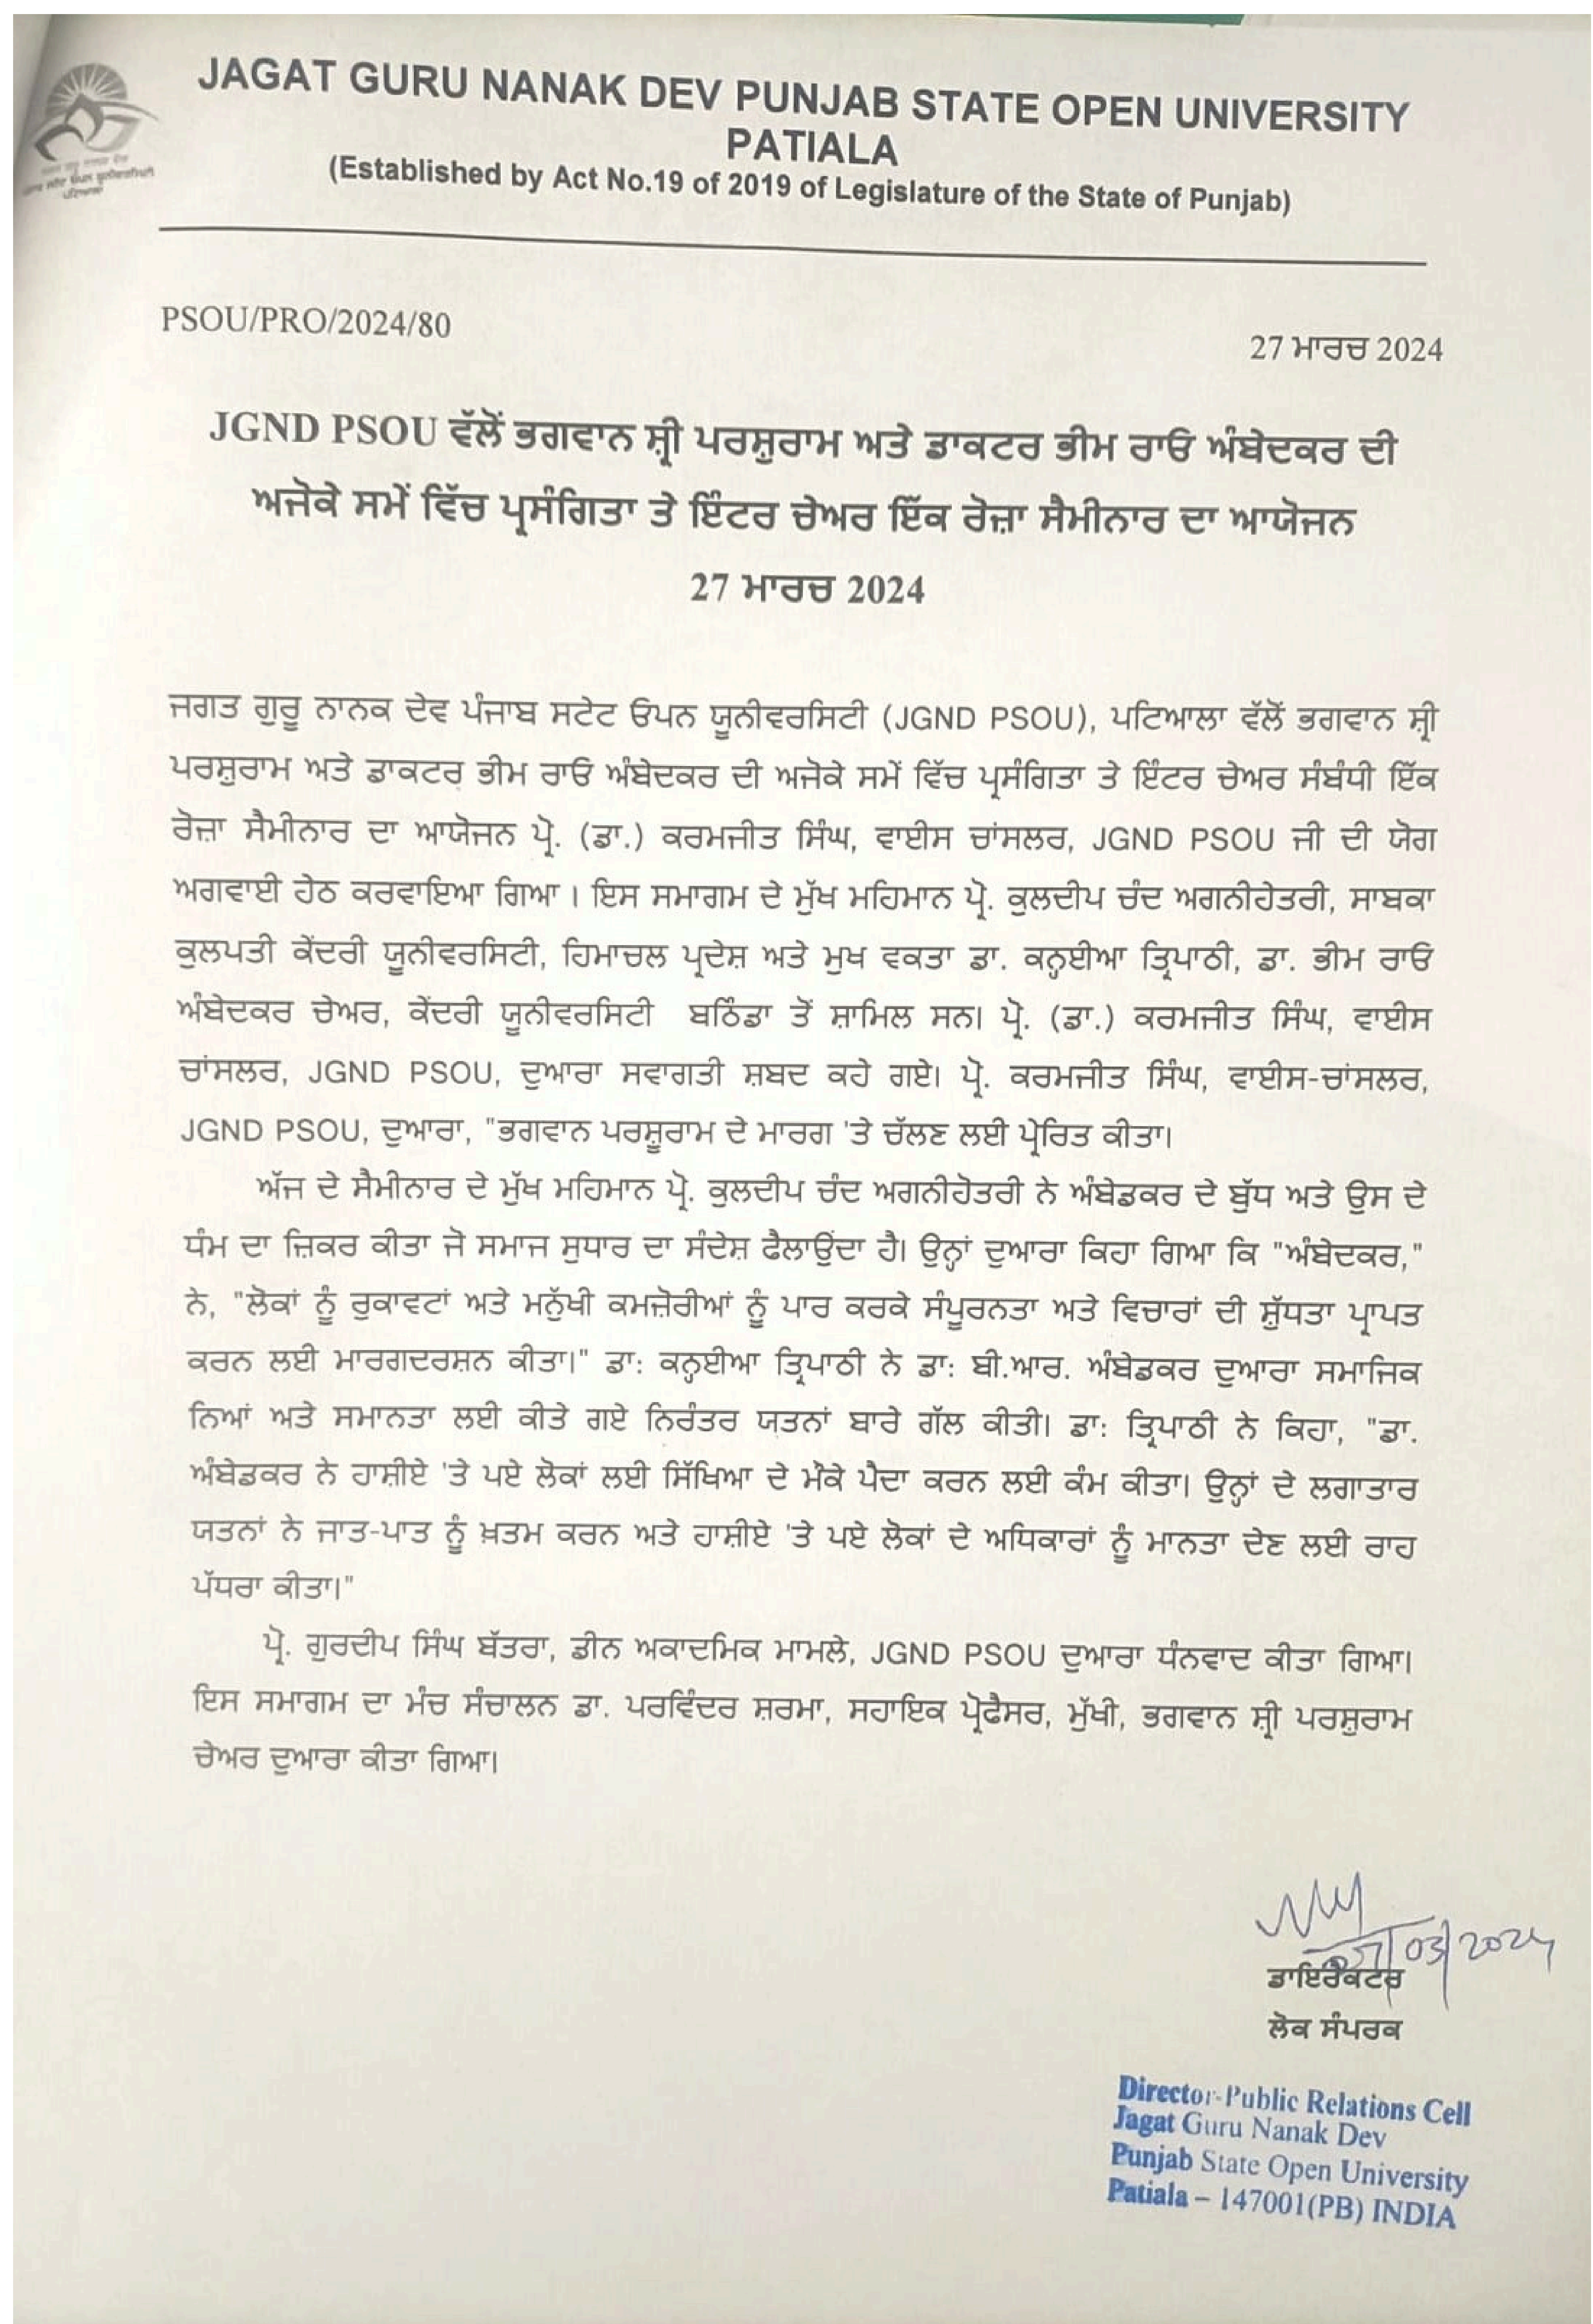 JAGAT GURU NANAK DEV PUNJAB STATE OPEN UNIVERSITY
PATIALA
(Established by Act No.19 of 2019 of Legislature of the State of Punjab)
ਪਟਿਆਲਾ
PSOU/PRO/2024/80
27 ਮਾਰਚ 2024
JGND PSOU ਵੱਲੋਂ ਭਗਵਾਨ ਸ਼੍ਰੀ ਪਰਸ਼ੁਰਾਮ ਅਤੇ ਡਾਕਟਰ ਭੀਮ ਰਾਓ ਅੰਬੇਦਕਰ ਦੀ
ਅਜੋਕੇ ਸਮੇਂ ਵਿੱਚ ਪ੍ਰਸੰਗਿਤਾ ਤੇ ਇੰਟਰ ਚੇਅਰ ਇੱਕ ਰੋਜ਼ਾ ਸੈਮੀਨਾਰ ਦਾ ਆਯੋਜਨ
27 ਮਾਰਚ 2024
ਜਗਤ ਗੁਰੂ ਨਾਨਕ ਦੇਵ ਪੰਜਾਬ ਸਟੇਟ ਓਪਨ ਯੂਨੀਵਰਸਿਟੀ (JGND PSOU), ਪਟਿਆਲਾ ਵੱਲੋਂ ਭਗਵਾਨ ਸ਼੍ਰੀ
ਪਰਸ਼ੁਰਾਮ ਅਤੇ ਡਾਕਟਰ ਭੀਮ ਰਾਓ ਅੰਬੇਦਕਰ ਦੀ ਅਜੋਕੇ ਸਮੇਂ ਵਿੱਚ ਪ੍ਰਸੰਗਿਤਾ ਤੇ ਇੰਟਰ ਚੇਅਰ ਸੰਬੰਧੀ ਇੱਕ
ਰੋਜ਼ਾ ਸੈਮੀਨਾਰ ਦਾ ਆਯੋਜਨ ਪ੍ਰੋ. (ਡਾ.) ਕਰਮਜੀਤ ਸਿੰਘ, ਵਾਈਸ ਚਾਂਸਲਰ, JGND PSOU ਜੀ ਦੀ ਯੋਗ
ਅਗਵਾਈ ਹੇਠ ਕਰਵਾਇਆ ਗਿਆ । ਇਸ ਸਮਾਗਮ ਦੇ ਮੁੱਖ ਮਹਿਮਾਨ ਪ੍ਰੋ. ਕੁਲਦੀਪ ਚੰਦ ਅਗਨੀਹੇਤਰੀ, ਸਾਬਕਾ
ਕੁਲਪਤੀ ਕੇਂਦਰੀ ਯੂਨੀਵਰਸਿਟੀ, ਹਿਮਾਚਲ ਪ੍ਰਦੇਸ਼ ਅਤੇ ਮੁਖ ਵਕਤਾ ਡਾ. ਕਨ੍ਹਈਆ ਤ੍ਰਿਪਾਠੀ, ਡਾ. ਭੀਮ ਰਾਓ
ਅੰਬੇਦਕਰ ਚੇਅਰ, ਕੇਂਦਰੀ ਯੂਨੀਵਰਸਿਟੀ ਬਠਿੰਡਾ ਤੋਂ ਸ਼ਾਮਿਲ ਸਨ। ਪ੍ਰੋ. (ਡਾ.) ਕਰਮਜੀਤ ਸਿੰਘ, ਵਾਈਸ
ਚਾਂਸਲਰ, JGND PSOU, ਦੁਆਰਾ ਸਵਾਗਤੀ ਸ਼ਬਦ ਕਹੇ ਗਏ। ਪ੍ਰੋ. ਕਰਮਜੀਤ ਸਿੰਘ, ਵਾਈਸ-ਚਾਂਸਲਰ,
JGND PSOU, ਦੁਆਰਾ, "ਭਗਵਾਨ ਪਰਸ਼ੂਰਾਮ ਦੇ ਮਾਰਗ 'ਤੇ ਚੱਲਣ ਲਈ ਪ੍ਰੇਰਿਤ ਕੀਤਾ।
ਅੱਜ ਦੇ ਸੈਮੀਨਾਰ ਦੇ ਮੁੱਖ ਮਹਿਮਾਨ ਪ੍ਰੋ. ਕੁਲਦੀਪ ਚੰਦ ਅਗਨੀਹੋਤਰੀ ਨੇ ਅੰਬੇਡਕਰ ਦੇ ਬੁੱਧ ਅਤੇ ਉਸ ਦੇ
ਧੰਮ ਦਾ ਜ਼ਿਕਰ ਕੀਤਾ ਜੋ ਸਮਾਜ ਸੁਧਾਰ ਦਾ ਸੰਦੇਸ਼ ਫੈਲਾਉਂਦਾ ਹੈ। ਉਨ੍ਹਾਂ ਦੁਆਰਾ ਕਿਹਾ ਗਿਆ ਕਿ "ਅੰਬੇਦਕਰ,"
ਨੇ, "ਲੋਕਾਂ ਨੂੰ ਰੁਕਾਵਟਾਂ ਅਤੇ ਮਨੁੱਖੀ ਕਮਜ਼ੋਰੀਆਂ ਨੂੰ ਪਾਰ ਕਰਕੇ ਸੰਪੂਰਨਤਾ ਅਤੇ ਵਿਚਾਰਾਂ ਦੀ ਸ਼ੁੱਧਤਾ ਪ੍ਰਾਪਤ
ਕਰਨ ਲਈ ਮਾਰਗਦਰਸ਼ਨ ਕੀਤਾ।" ਡਾ: ਕਨ੍ਹਈਆ ਤ੍ਰਿਪਾਠੀ ਨੇ ਡਾ: ਬੀ.ਆਰ. ਅੰਬੇਡਕਰ ਦੁਆਰਾ ਸਮਾਜਿਕ
ਨਿਆਂ ਅਤੇ ਸਮਾਨਤਾ ਲਈ ਕੀਤੇ ਗਏ ਨਿਰੰਤਰ ਯਤਨਾਂ ਬਾਰੇ ਗੱਲ ਕੀਤੀ। ਡਾ: ਤ੍ਰਿਪਾਠੀ ਨੇ ਕਿਹਾ, "ਡਾ.
ਅੰਬੇਡਕਰ ਨੇ ਹਾਸ਼ੀਏ 'ਤੇ ਪਏ ਲੋਕਾਂ ਲਈ ਸਿੱਖਿਆ ਦੇ ਮੌਕੇ ਪੈਦਾ ਕਰਨ ਲਈ ਕੰਮ ਕੀਤਾ। ਉਨ੍ਹਾਂ ਦੇ ਲਗਾਤਾਰ
ਯਤਨਾਂ ਨੇ ਜਾਤ-ਪਾਤ ਨੂੰ ਖ਼ਤਮ ਕਰਨ ਅਤੇ ਹਾਸ਼ੀਏ 'ਤੇ ਪਏ ਲੋਕਾਂ ਦੇ ਅਧਿਕਾਰਾਂ ਨੂੰ ਮਾਨਤਾ ਦੇਣ ਲਈ ਰਾਹ
ਪੱਧਰਾ ਕੀਤਾ।"
ਪ੍ਰੋ. ਗੁਰਦੀਪ ਸਿੰਘ ਬੱਤਰਾ, ਡੀਨ ਅਕਾਦਮਿਕ ਮਾਮਲੇ, JGND PSOU ਦੁਆਰਾ ਧੰਨਵਾਦ ਕੀਤਾ ਗਿਆ।
ਇਸ ਸਮਾਗਮ ਦਾ ਮੰਚ ਸੰਚਾਲਨ ਡਾ. ਪਰਵਿੰਦਰ ਸ਼ਰਮਾ, ਸਹਾਇਕ ਪ੍ਰੋਫੈਸਰ, ਮੁੱਖੀ, ਭਗਵਾਨ ਸ਼੍ਰੀ ਪਰਸ਼ੁਰਾਮ
ਚੇਅਰ ਦੁਆਰਾ ਕੀਤਾ ਗਿਆ।
27/03/2024
ਡਾਇਰੈਕਟਰ
ਲੋਕ ਸੰਪਰਕ
Director-Public Relations Cell
Jagat Guru Nanak Dev
Punjab State Open University
Patiala – 147001(PB) INDIA